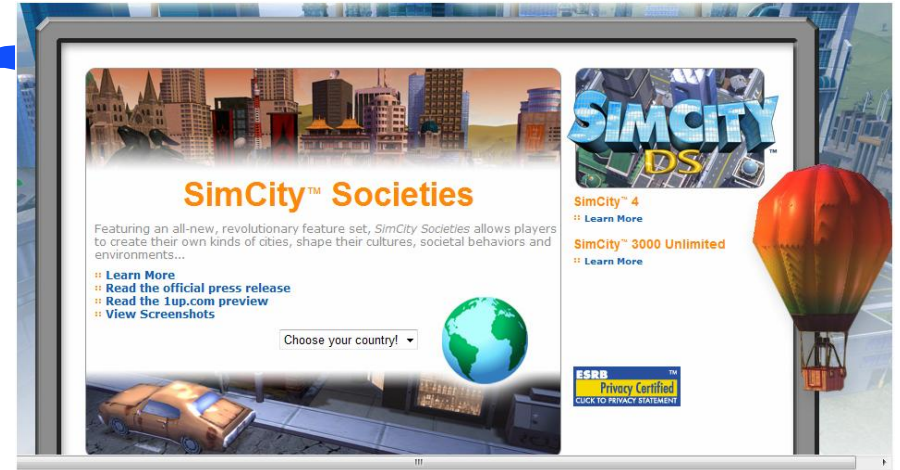 SimCity™ Societies
Featuring an all-new, revolutionary feature set, SimCity Societies allows players
to create their own kinds of cities, shape their cultures, societal behaviors and
environments...
:: Learn More
:: Read the official press release
:: Read the 1up.com preview
:: View Screenshots
Choose your country!
SIMCITY™
DS
SimCity™ 4
:: Learn More
SimCity™ 3000 Unlimited
:: Learn More
ESRB TM
Privacy Certified
CLICK TO PRIVACY STATEMENT